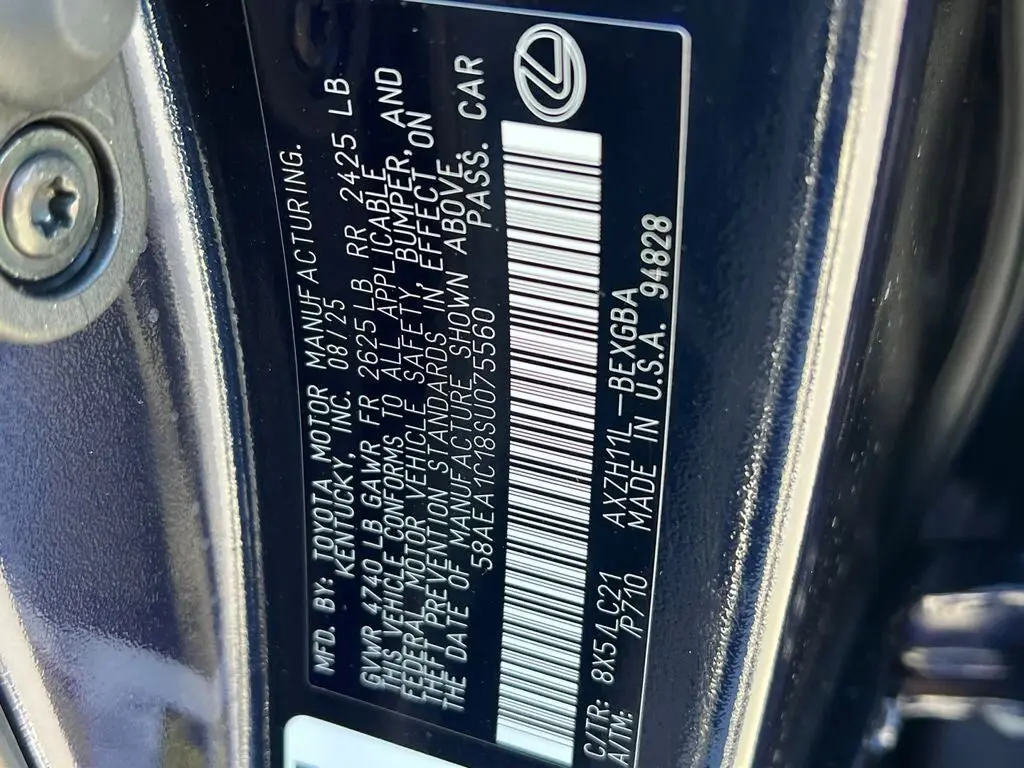 MFD. BY: TOYOTA MOTOR MANUFACTURING.
KENTUCKY, INC. 08/25
GVWR 4740 LB GAWR FR 2625 LB RR 2425 LB
THIS VEHICLE CONFORMS TO ALL APPLICABLE
FEDERAL MOTOR VEHICLE SAFETY, BUMPER, AND
THEFT PREVENTION STANDARDS IN EFFECT ON
THE DATE OF MANUFACTURE SHOWN ABOVE.
58AEA1C18SU075560 PASS. CAR
C/TR: 8X5/LC21 AXZH11L-BEXGBA
A/TM: /P710 MADE IN U.S.A. 94828